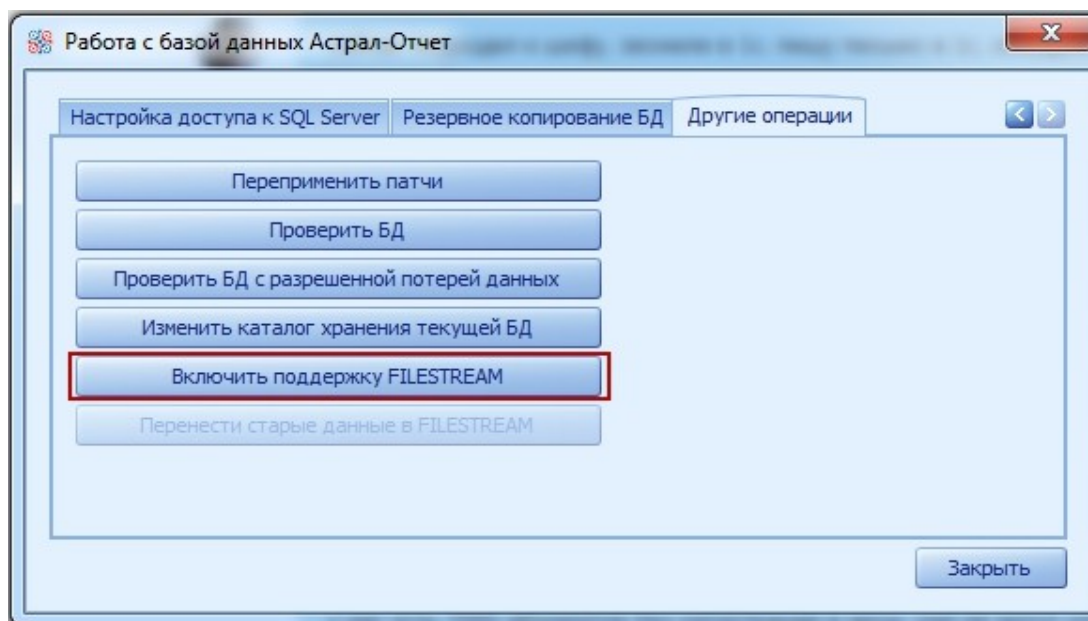 Работа с базой данных Астрал-Отчет
Настройка доступа к SQL Server Резервное копирование БД Другие операции
Переприменить патчи
Проверить БД
Проверить БД с разрешенной потерей данных
Изменить каталог хранения текущей БД
Включить поддержку FILESTREAM
Перенести старые данные в FILESTREAM
Закрыть